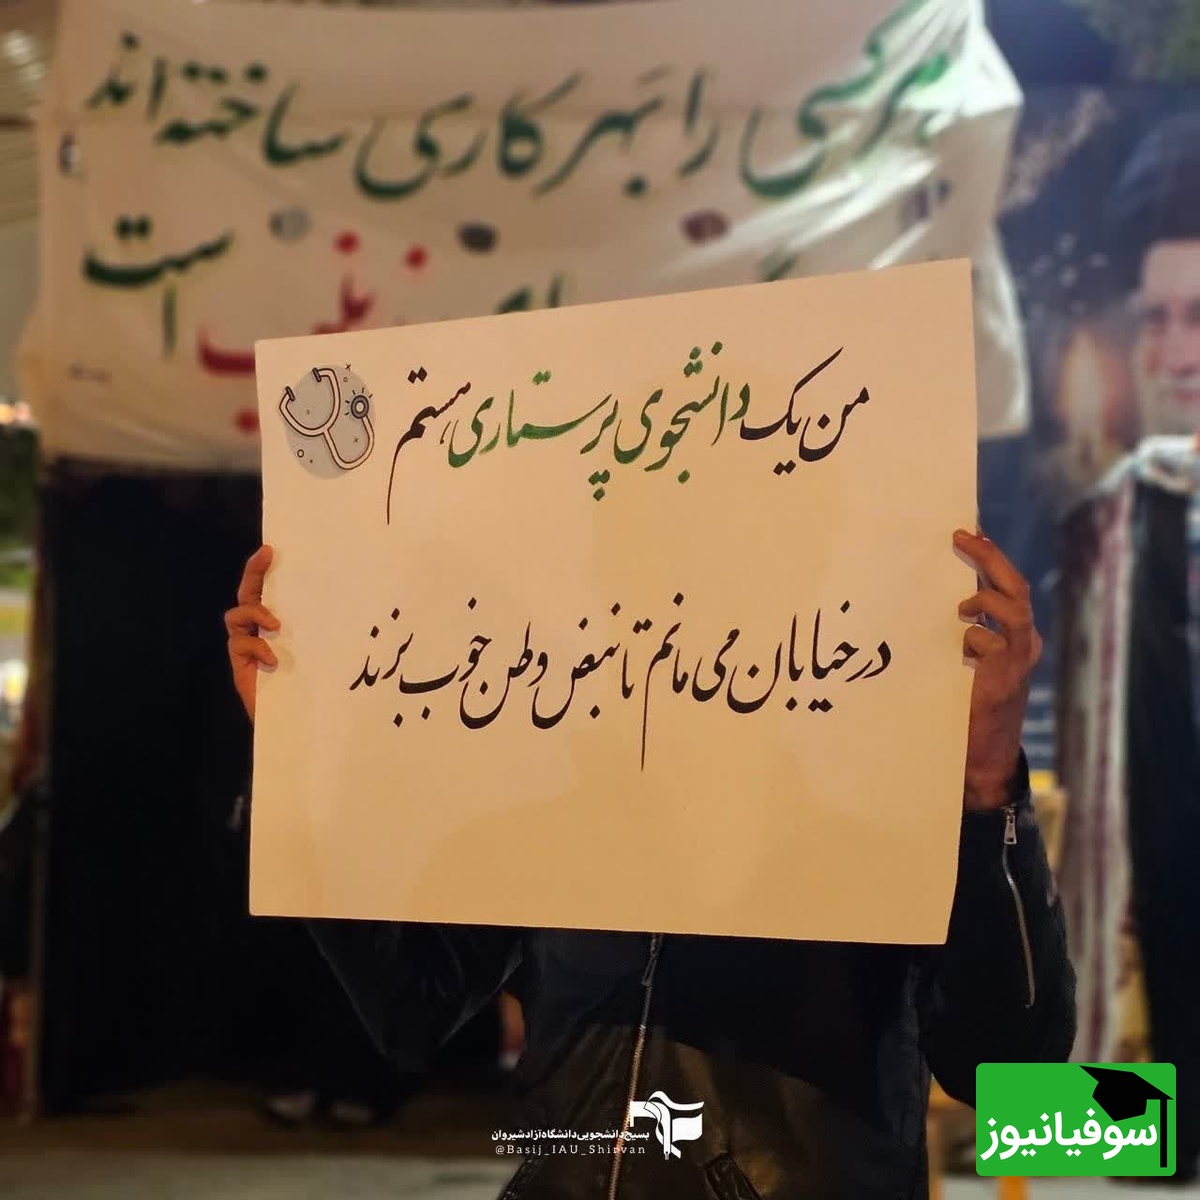 هرکسی را بهر کاری ساخته اند
است
من یک دانشجوی پرستاری هستم
در خیابان می مانم تا نبض وطن خوب بزند
بسیج دانشجویی دانشگاه آزاد شیروان
@Basij_IAU_Shirvan
سوفیانیوز